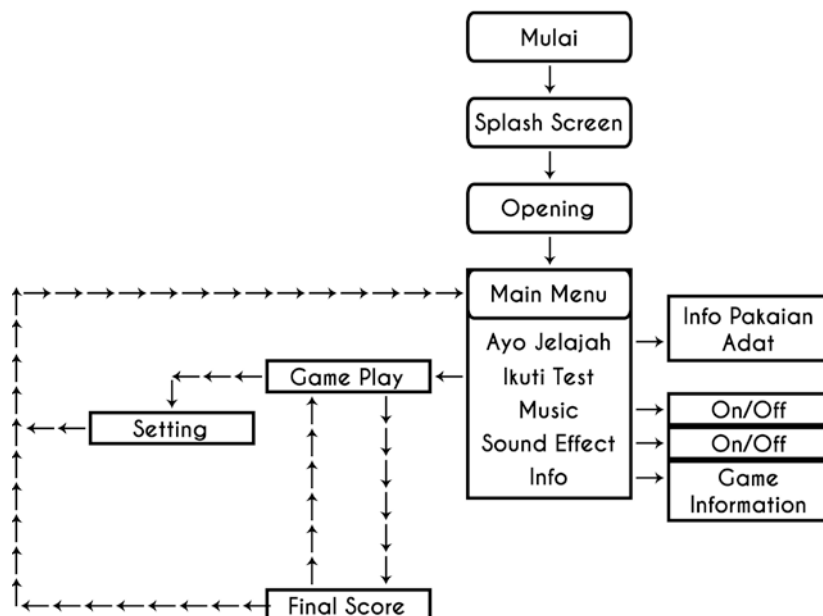 Mulai
Splash Screen
Opening
Main Menu
Ayo Jelajah
Ikuti Test
Music
Sound Effect
Info
Info Pakaian
Adat
On/Off
On/Off
Game
Information
Game Play
Setting
Final Score